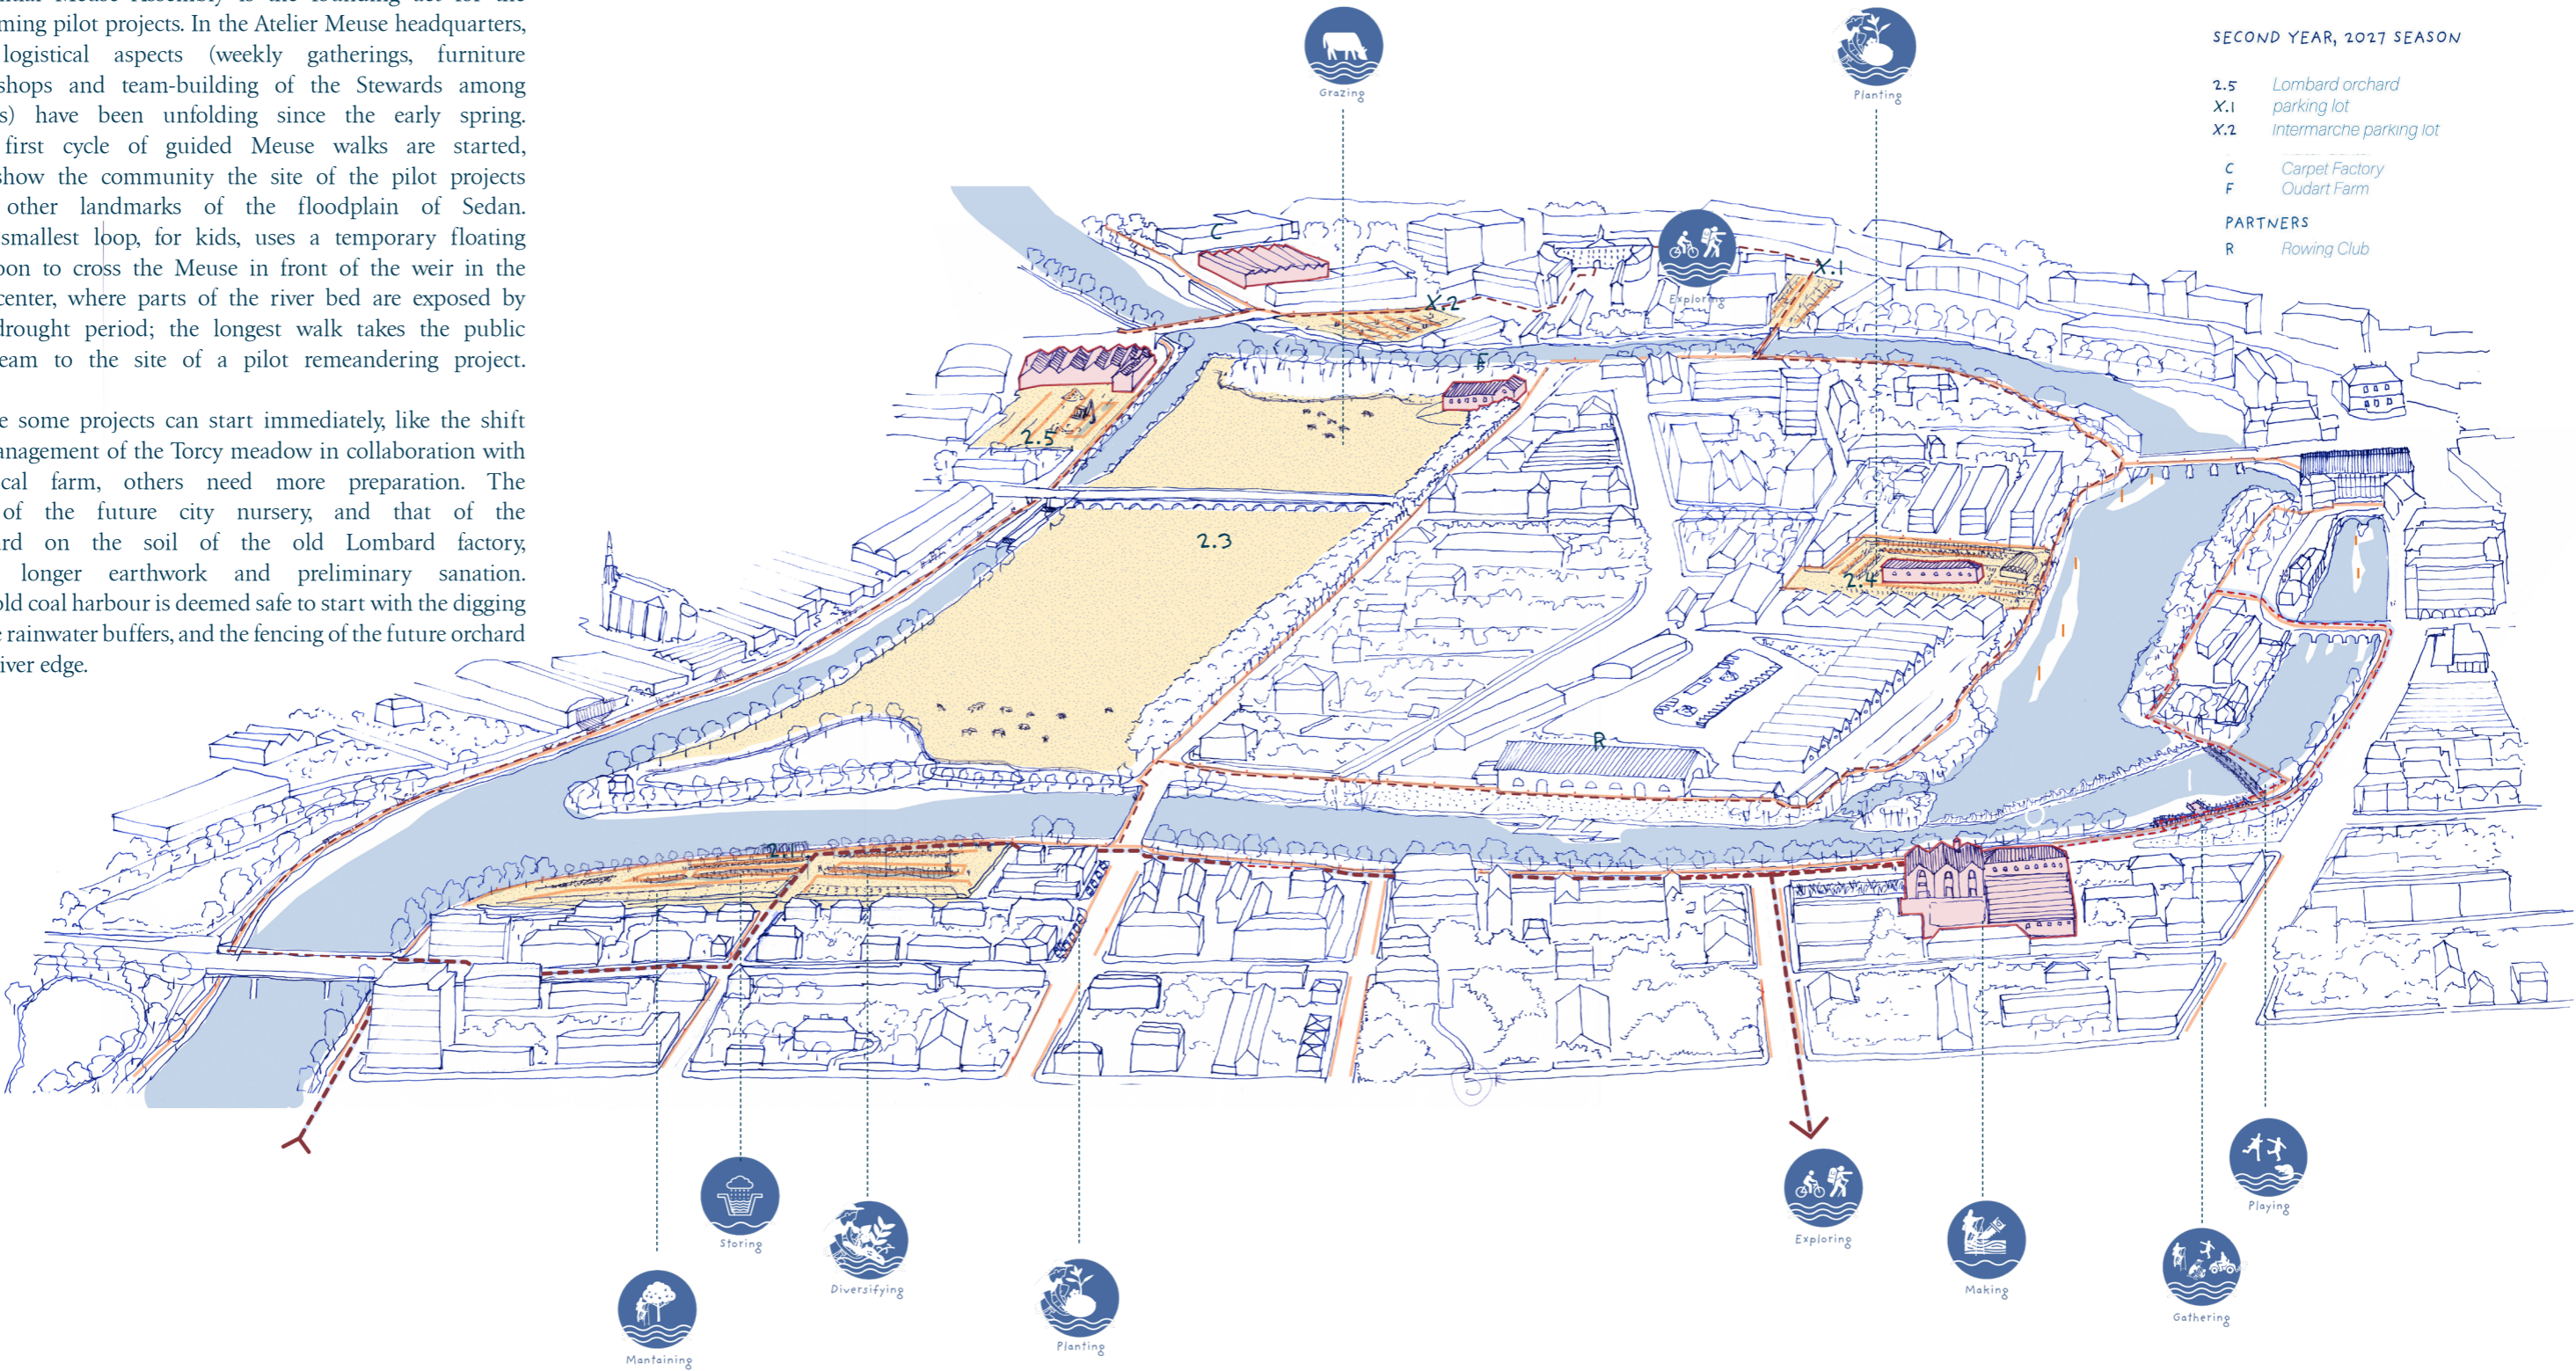 ntial Meuse Assembly is the founding act for the
ming pilot projects. In the Atelier Meuse headquarters,
logistical aspects (weekly gatherings, furniture
shops and team-building of the Stewards among
s) have been unfolding since the early spring.
first cycle of guided Meuse walks are started,
show the community the site of the pilot projects
other landmarks of the floodplain of Sedan.
smallest loop, for kids, uses a temporary floating
oon to cross the Meuse in front of the weir in the
center, where parts of the river bed are exposed by
drought period; the longest walk takes the public
eam to the site of a pilot remeandering project.
e some projects can start immediately, like the shift
anagement of the Torcy meadow in collaboration with
cal farm, others need more preparation. The
of the future city nursery, and that of the
rd on the soil of the old Lombard factory,
longer earthwork and preliminary sanation.
old coal harbour is deemed safe to start with the digging
e rainwater buffers, and the fencing of the future orchard
iver edge.
Grazing
Planting
SECOND YEAR, 2027 SEASON
2.5 Lombard orchard
X.1 parking lot
X.2 Intermarche parking lot
C Carpet Factory
F Oudart Farm
PARTNERS
R Rowing Club
C
Exploring
X.1
X.2
F
2.5
2.3
2.4
R
Storing
Diversifying
Mantaining
Planting
Exploring
Making
Playing
Gathering